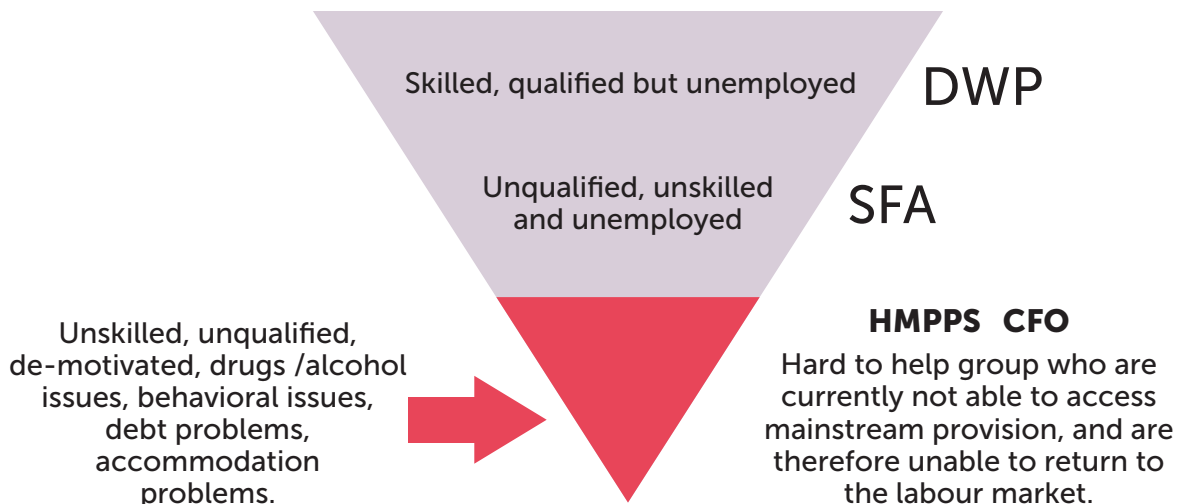 Skilled, qualified but unemployed
DWP
Unqualified, unskilled
and unemployed
SFA
Unskilled, unqualified,
de-motivated, drugs /alcohol
issues, behavioral issues,
debt problems,
accommodation
problems.
HMPPS CFO
Hard to help group who are
currently not able to access
mainstream provision, and are
therefore unable to return to
the labour market.